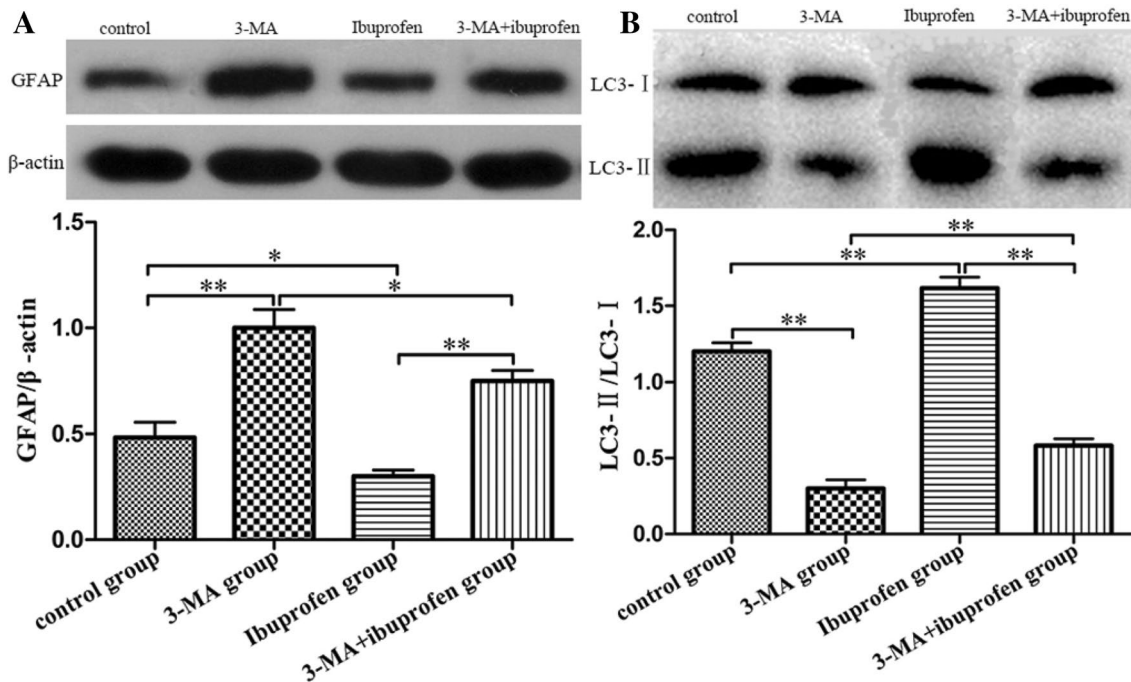 A
control 3-MA Ibuprofen 3-MA+ibuprofen
GFAP
β-actin
1.5
1.0
0.5
0.0
GFAP/β -actin
*
**
*
**
control group
3-MA group
Ibuprofen group
3-MA+ibuprofen group
B
control 3-MA Ibuprofen 3-MA+ibuprofen
LC3- Ⅰ
LC3- Ⅱ
2.0
1.5
1.0
0.5
0.0
LC3- Ⅱ /LC3- Ⅰ
**
**
**
**
control group
3-MA group
Ibuprofen group
3-MA+ibuprofen group